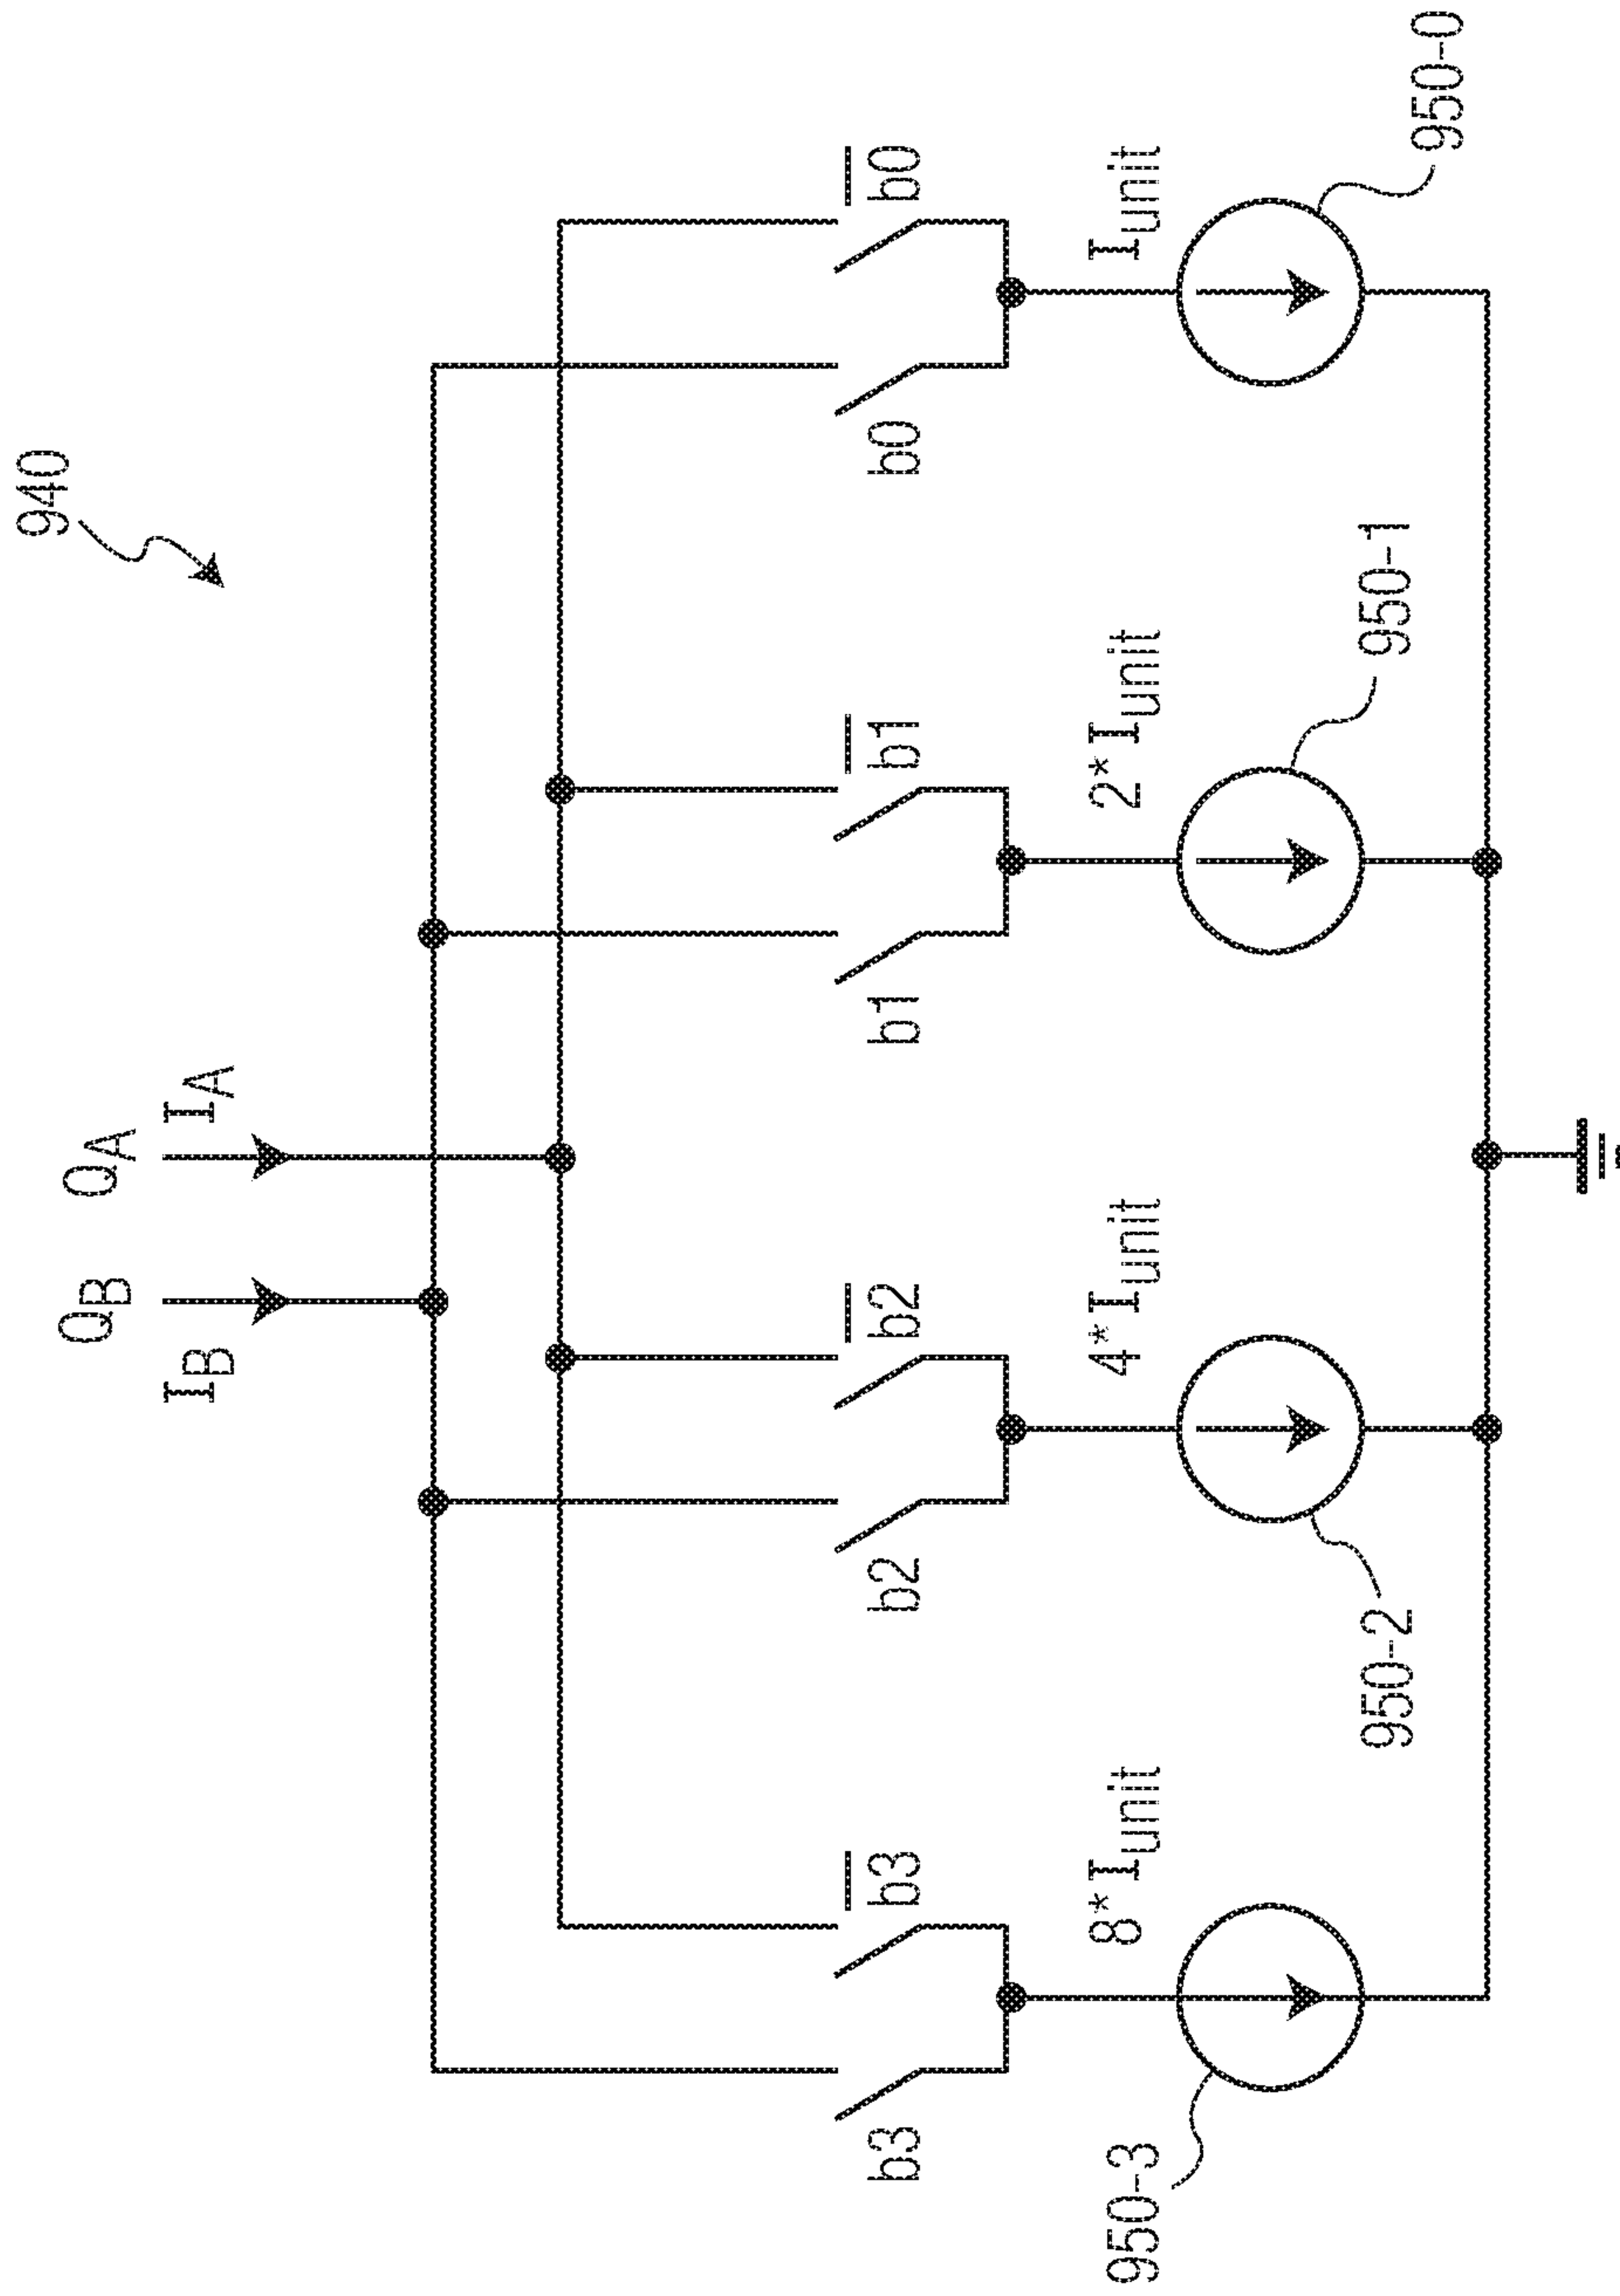 940
Q_B
Q_A
I_B
I_A
b3
b̅3̅
b2
b̅2̅
b1
b̅1̅
b0
b̅0̅
8*I_unit
4*I_unit
2*I_unit
I_unit
950-3
950-2
950-1
950-0